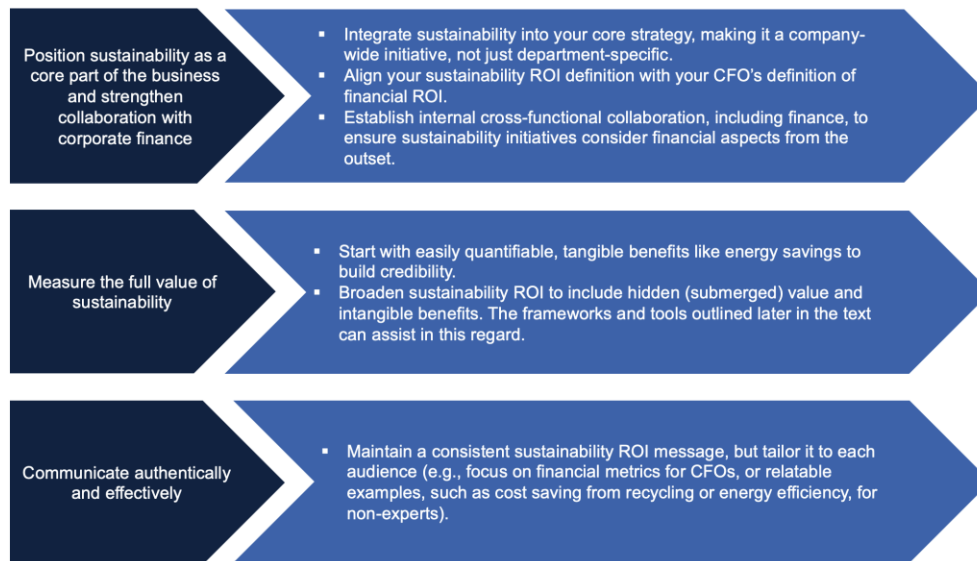 Position sustainability as a
core part of the business
and strengthen
collaboration with
corporate finance
▪ Integrate sustainability into your core strategy, making it a company-
wide initiative, not just department-specific.
▪ Align your sustainability ROI definition with your CFO's definition of
financial ROI.
▪ Establish internal cross-functional collaboration, including finance, to
ensure sustainability initiatives consider financial aspects from the
outset.
Measure the full value of
sustainability
▪ Start with easily quantifiable, tangible benefits like energy savings to
build credibility.
▪ Broaden sustainability ROI to include hidden (submerged) value and
intangible benefits. The frameworks and tools outlined later in the text
can assist in this regard.
Communicate authentically
and effectively
▪ Maintain a consistent sustainability ROI message, but tailor it to each
audience (e.g., focus on financial metrics for CFOs, or relatable
examples, such as cost saving from recycling or energy efficiency, for
non-experts).